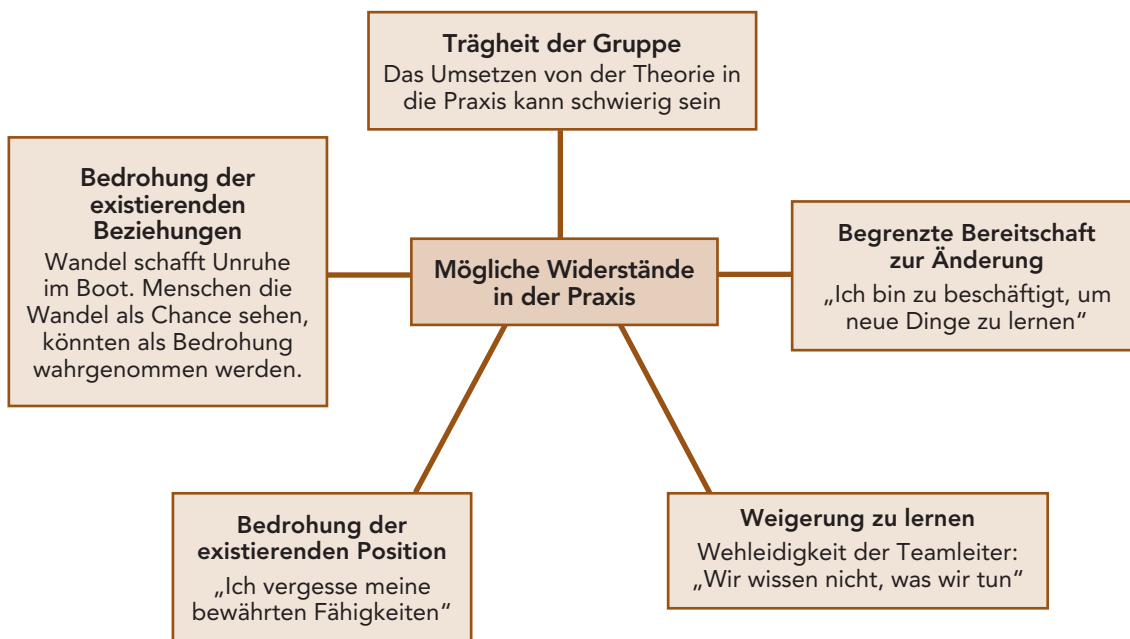 Trägheit der Gruppe
Das Umsetzen von der Theorie in
die Praxis kann schwierig sein
Bedrohung der
existierenden
Beziehungen
Wandel schafft Unruhe
im Boot. Menschen die
Wandel als Chance sehen,
könnten als Bedrohung
wahrgenommen werden.
Mögliche Widerstände
in der Praxis
Begrenzte Bereitschaft
zur Änderung
„Ich bin zu beschäftigt, um
neue Dinge zu lernen“
Bedrohung der
existierenden Position
„Ich vergesse meine
bewährten Fähigkeiten“
Weigerung zu lernen
Wehleidigkeit der Teamleiter:
„Wir wissen nicht, was wir tun“